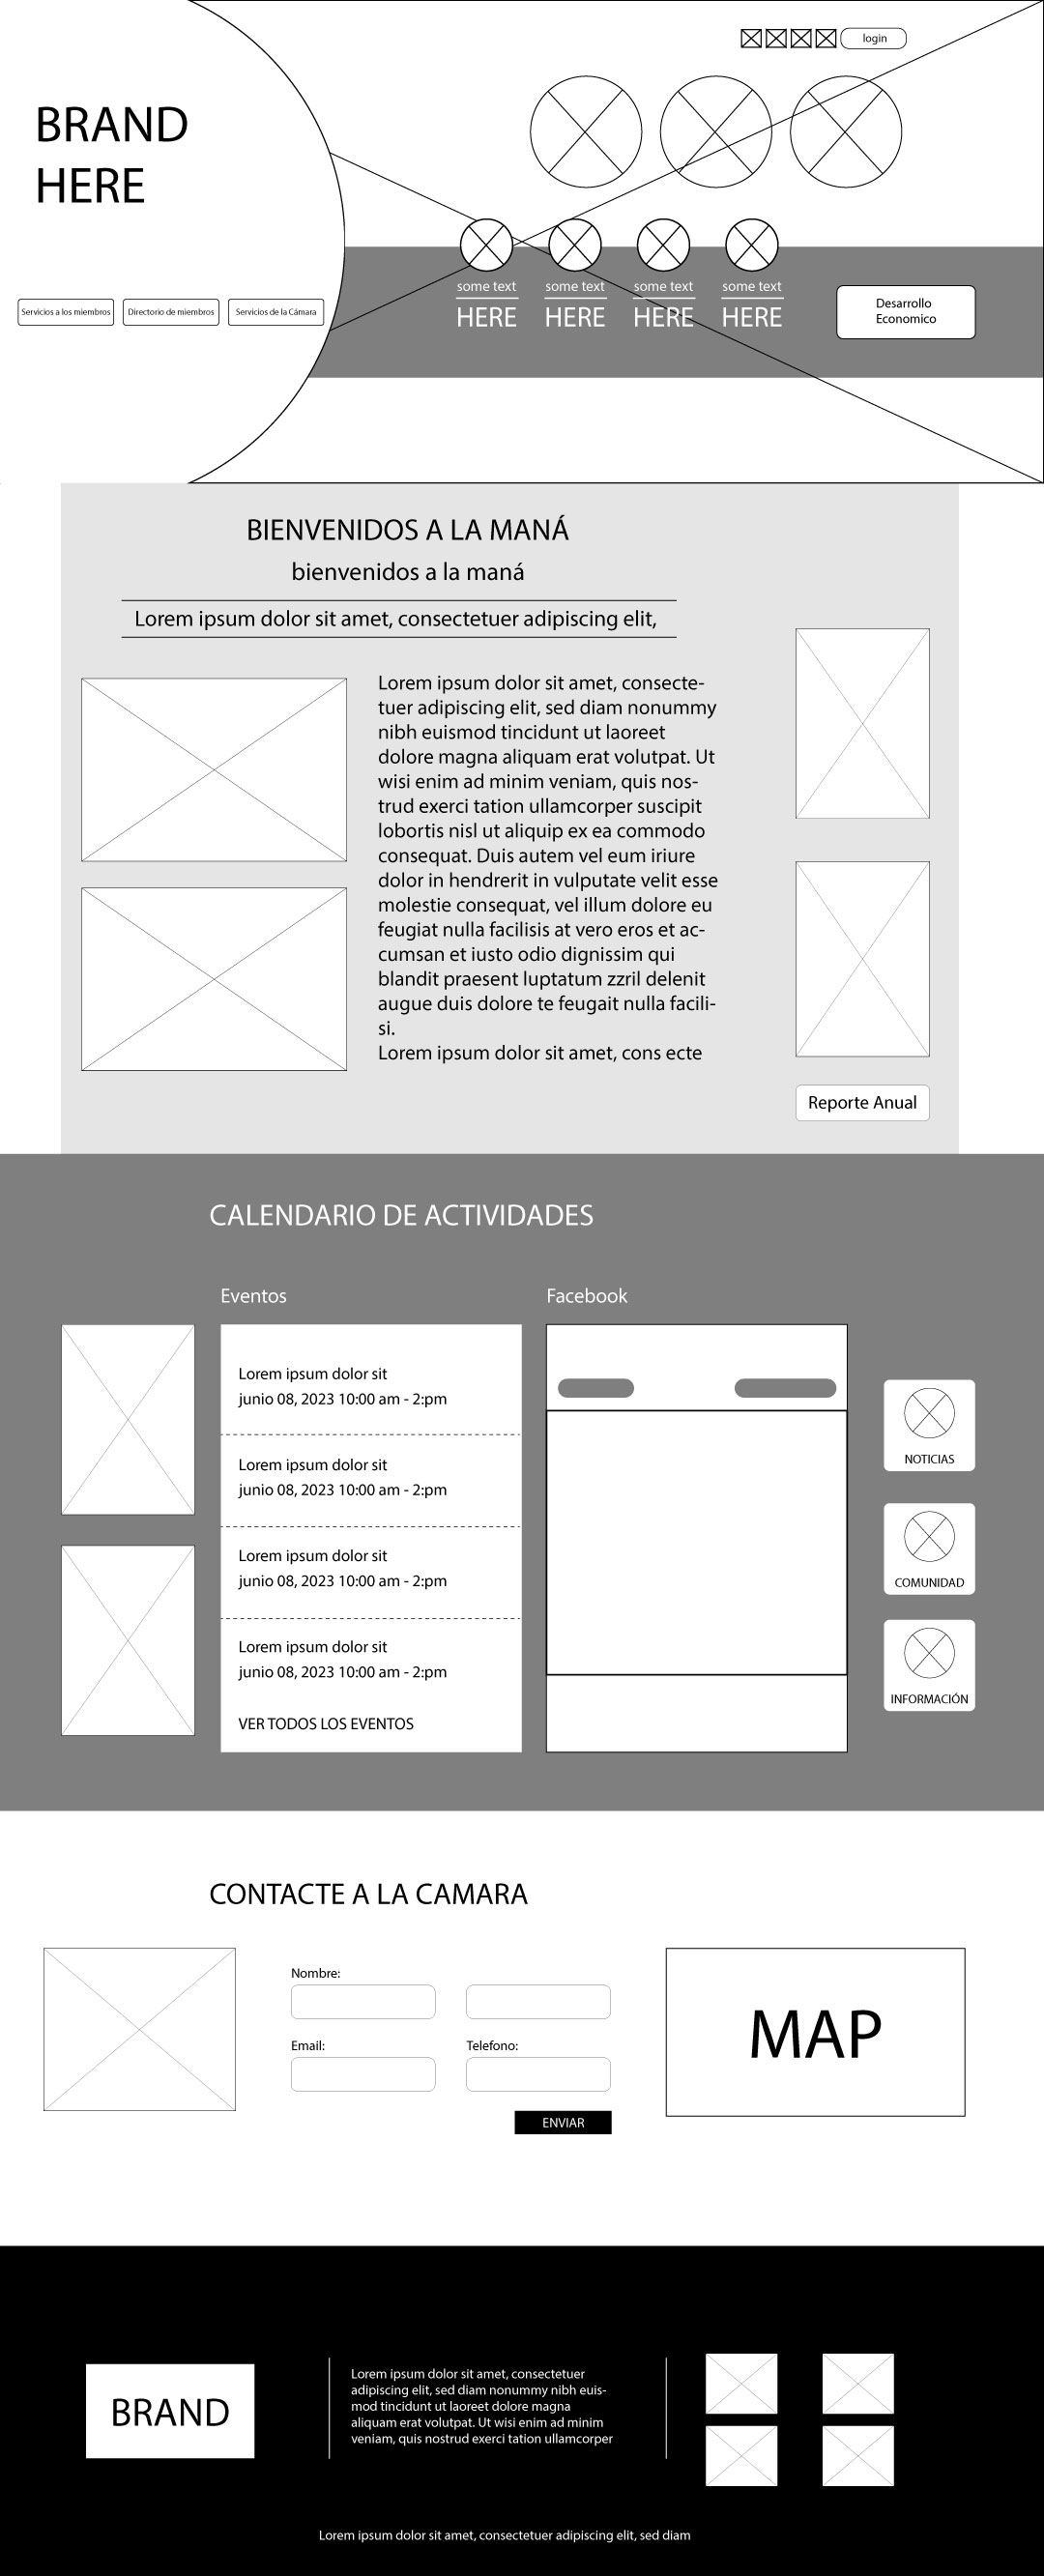 login
BRAND
HERE
some text
HERE
some text
HERE
some text
HERE
some text
HERE
Servicios a los miembros
Directorio de miembros
Servicios de la Cámara
Desarrollo
Economico
BIENVENIDOS A LA MANÁ
bienvenidos a la maná
Lorem ipsum dolor sit amet, consectetuer adipiscing elit,
Lorem ipsum dolor sit amet, consecte-
tuer adipiscing elit, sed diam nonummy
nibh euismod tincidunt ut laoreet
dolore magna aliquam erat volutpat. Ut
wisi enim ad minim veniam, quis nos-
trud exerci tation ullamcorper suscipit
lobortis nisl ut aliquip ex ea commodo
consequat. Duis autem vel eum iriure
dolor in hendrerit in vulputate velit esse
molestie consequat, vel illum dolore eu
feugiat nulla facilisis at vero eros et ac-
cumsan et iusto odio dignissim qui
blandit praesent luptatum zzril delenit
augue duis dolore te feugait nulla facili-
si.
Lorem ipsum dolor sit amet, cons ecte
Reporte Anual
CALENDARIO DE ACTIVIDADES
Eventos
Lorem ipsum dolor sit
junio 08, 2023 10:00 am - 2:pm
Lorem ipsum dolor sit
junio 08, 2023 10:00 am - 2:pm
Lorem ipsum dolor sit
junio 08, 2023 10:00 am - 2:pm
Lorem ipsum dolor sit
junio 08, 2023 10:00 am - 2:pm
VER TODOS LOS EVENTOS
Facebook
NOTICIAS
COMUNIDAD
INFORMACIÓN
CONTACTE A LA CAMARA
Nombre:
Email:
Telefono:
ENVIAR
MAP
BRAND
Lorem ipsum dolor sit amet, consectetuer
adipiscing elit, sed diam nonummy nibh euis-
mod tincidunt ut laoreet dolore magna
aliquam erat volutpat. Ut wisi enim ad minim
veniam, quis nostrud exerci tation ullamcorper
Lorem ipsum dolor sit amet, consectetuer adipiscing elit, sed diam